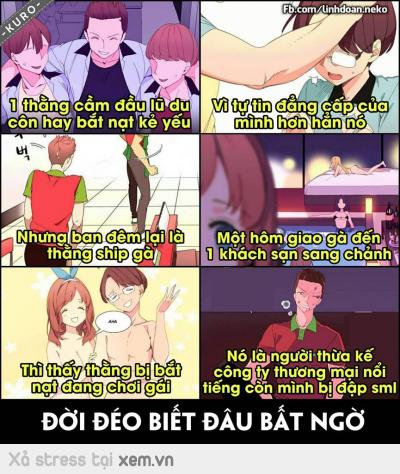 KURO
Fb.com/linhdoan.neko
1 thằng cầm đầu lũ du
côn hay bắt nạt kẻ yếu
Vì tự tin đẳng cấp của
mình hơn hẳn nó
Nhưng ban đêm lại là
thằng ship gà
Một hôm giao gà đến
1 khách sạn sang chảnh
AHA
Thì thấy thằng bị bắt
nạt đang chơi gái
Nó là người thừa kế
công ty thương mại nổi
tiếng còn mình bị đập sml
ĐỜI ĐÉO BIẾT ĐÂU BẤT NGỜ
Xả stress tại xem.vn